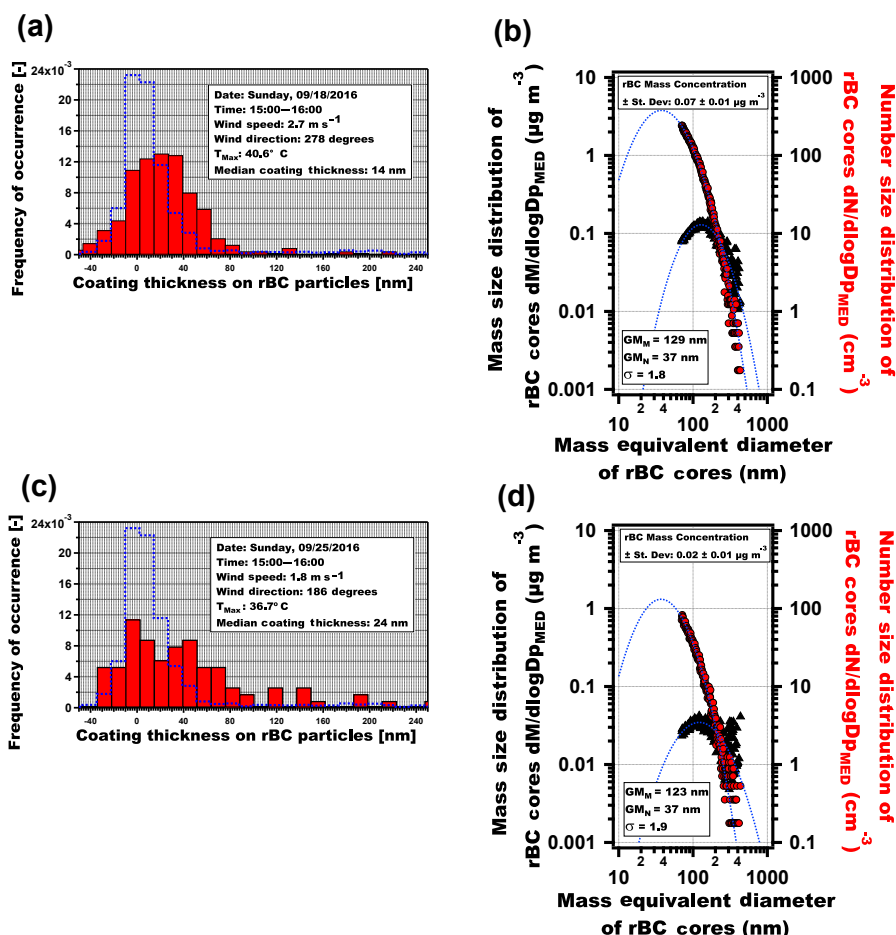 (a)
24x10-3
20
16
12
8
4
0
Frequency of occurrence [-]
Date: Sunday, 09/18/2016
Time: 15:00—16:00
Wind speed: 2.7 m s−1
Wind direction: 278 degrees
TMax: 40.6° C
Median coating thickness: 14 nm
-40 0 40 80 120 160 200 240
Coating thickness on rBC particles [nm]
(b)
Mass size distribution of
rBC cores dM/dlogDpMED (µg m-3)
10
1
0.1
0.01
0.001
rBC Mass Concentration
± St. Dev: 0.07 ± 0.01 µg m-3
GMM = 129 nm
GMN = 37 nm
σ = 1.8
1000
100
10
1
0.1
Number size distribution of
rBC cores dN/dlogDpMED (cm-3)
2 4 2 4
10 100 1000
Mass equivalent diameter
of rBC cores (nm)
(c)
24x10-3
20
16
12
8
4
0
Frequency of occurrence [-]
Date: Sunday, 09/25/2016
Time: 15:00—16:00
Wind speed: 1.8 m s−1
Wind direction: 186 degrees
TMax: 36.7° C
Median coating thickness: 24 nm
-40 0 40 80 120 160 200 240
Coating thickness on rBC particles [nm]
(d)
Mass size distribution of
rBC cores dM/dlogDpMED (µg m-3)
10
1
0.1
0.01
0.001
rBC Mass Concentration
± St. Dev: 0.02 ± 0.01 µg m-3
GMM = 123 nm
GMN = 37 nm
σ = 1.9
1000
100
10
1
0.1
Number size distribution of
rBC cores dN/dlogDpMED (cm-3)
2 4 2 4
10 100 1000
Mass equivalent diameter
of rBC cores (nm)